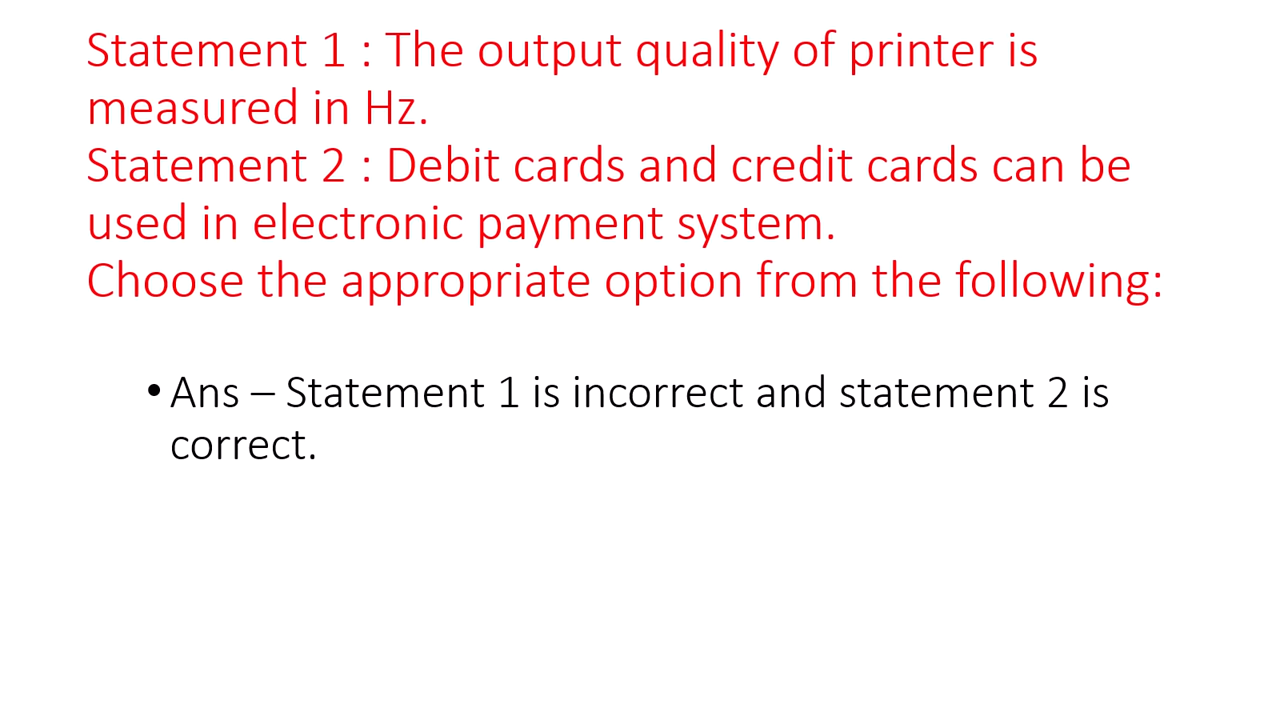 Statement 1 : The output quality of printer is
measured in Hz.
Statement 2 : Debit cards and credit cards can be
used in electronic payment system.
Choose the appropriate option from the following:
• Ans – Statement 1 is incorrect and statement 2 is
correct.